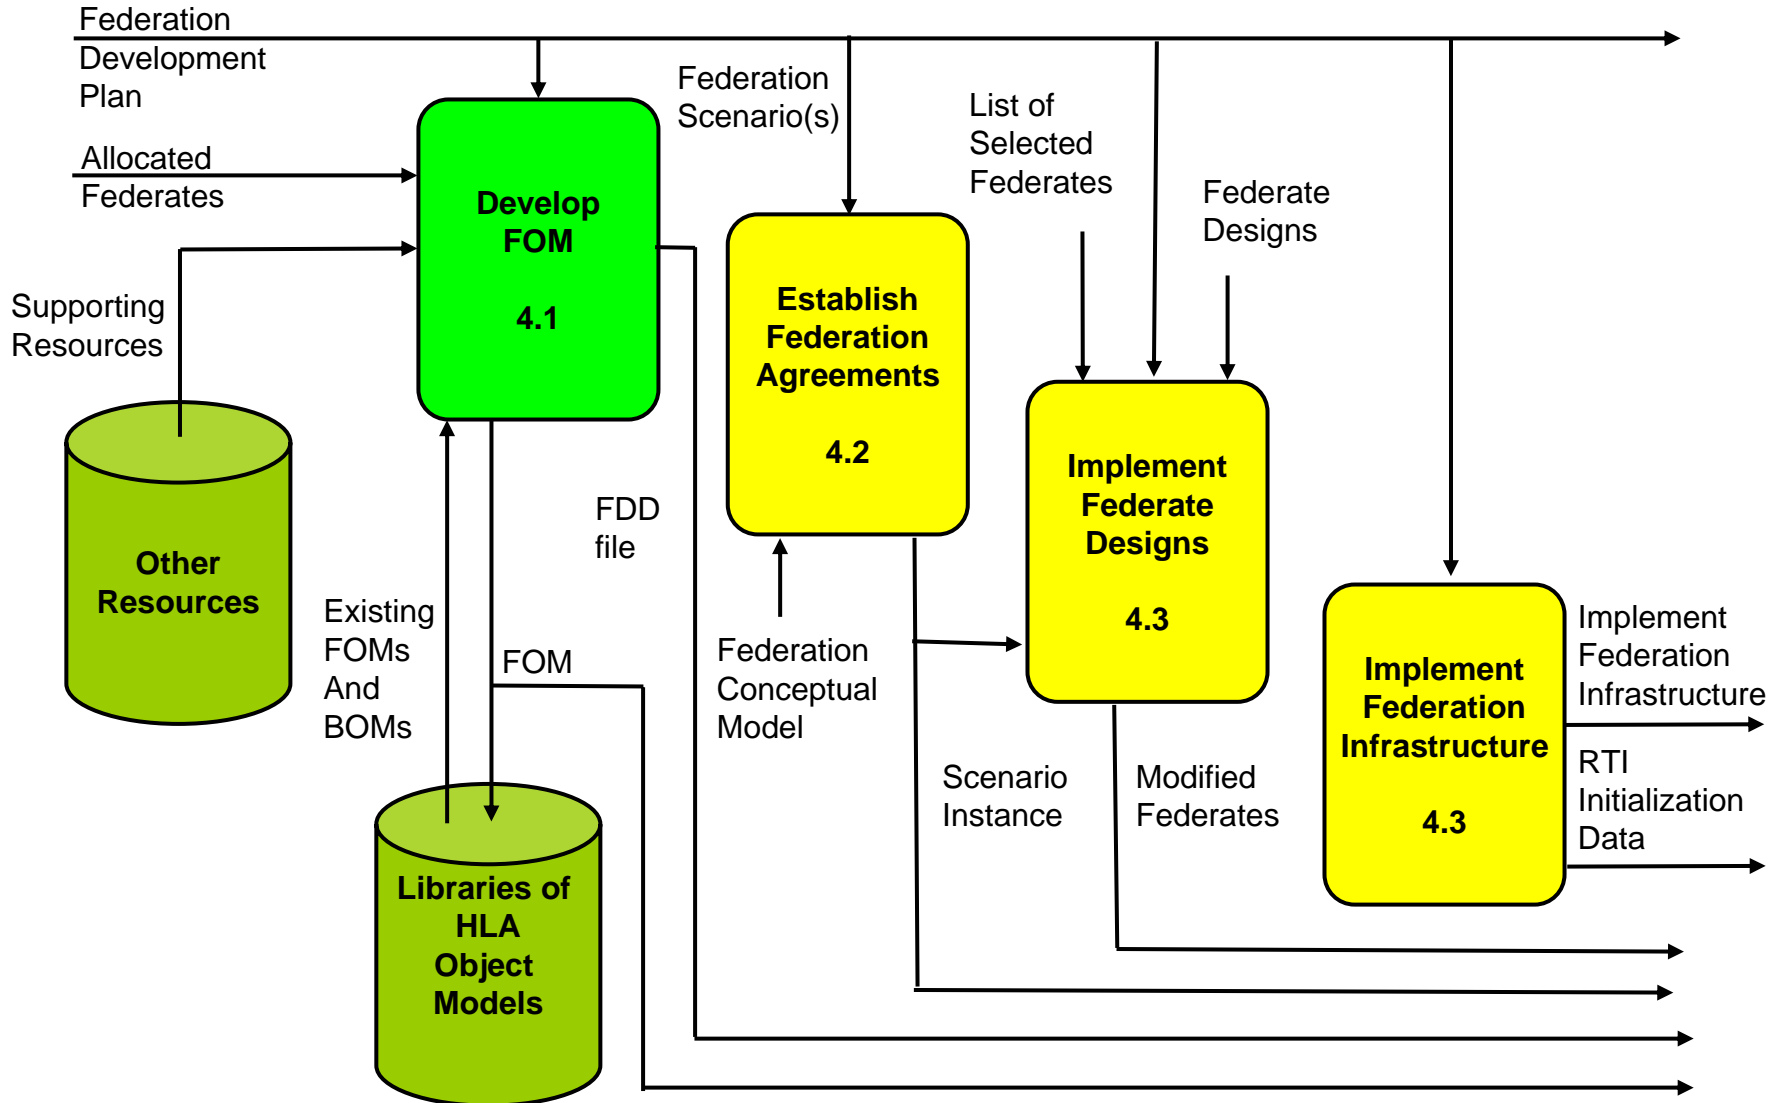 Federation
Development
Plan
Allocated
Federates
Supporting
Resources
Other
Resources
Develop
FOM
4.1
Existing
FOMs
And
BOMs
FOM
FDD
file
Libraries of
HLA
Object
Models
Federation
Scenario(s)
Establish
Federation
Agreements
4.2
Federation
Conceptual
Model
List of
Selected
Federates
Federate
Designs
Implement
Federate
Designs
4.3
Scenario
Instance
Modified
Federates
Implement
Federation
Infrastructure
4.3
Implement
Federation
Infrastructure
RTI
Initialization
Data